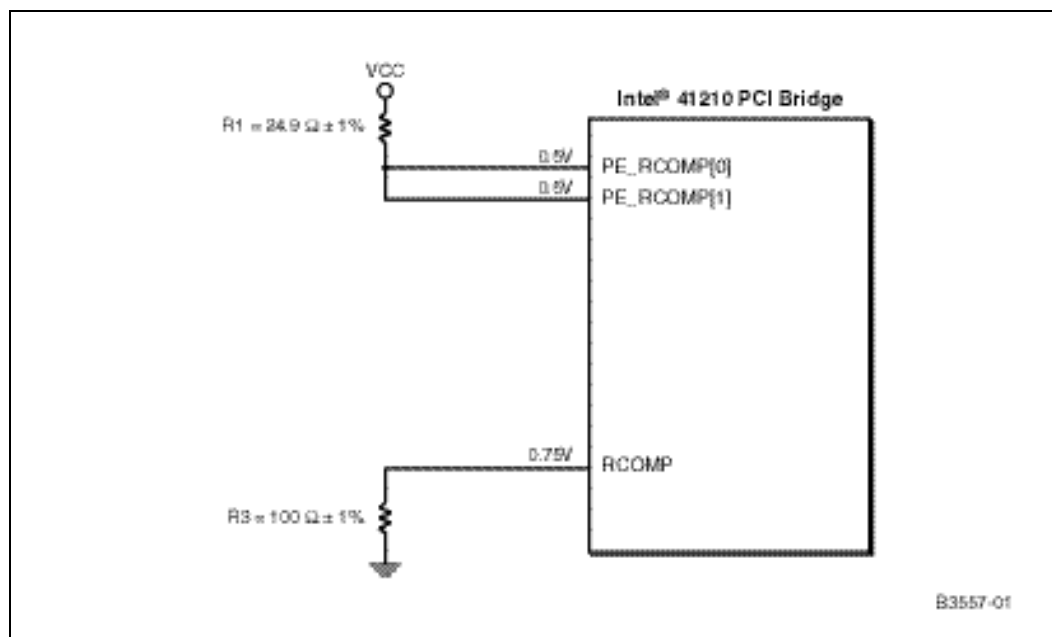 VCC
Intel® 41210 PCI Bridge
R1 = 24.9 Ω ± 1%
0.5V
PE_RCOMP[0]
0.5V
PE_RCOMP[1]
0.75V
RCOMP
R3 = 100 Ω ± 1%
B3557-01